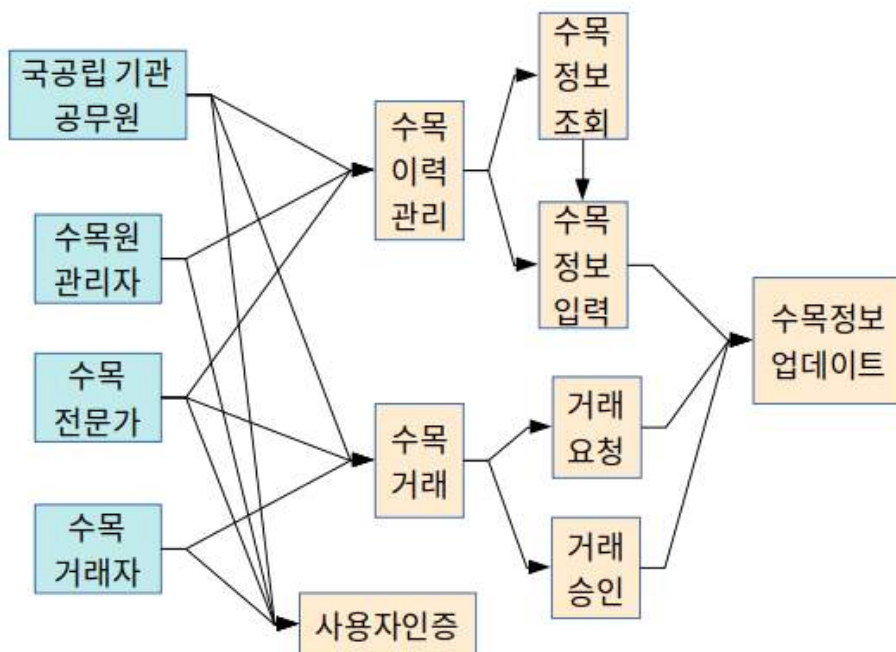 국공립 기관
공무원
수목원
관리자
수목
전문가
수목
거래자
수목
이력
관리
수목
거래
사용자인증
수목
정보
조회
수목
정보
입력
거래
요청
거래
승인
수목정보
업데이트